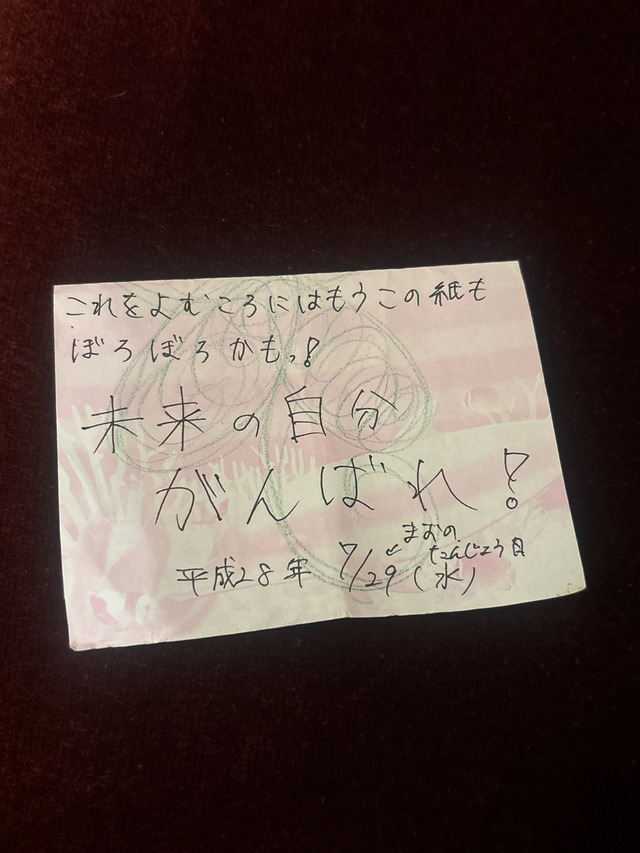 これをよむころにはもうこの紙も
ぼろぼろかもっ!
未来の自分
がんばれ!
まおの
たんじょう日
平成28年 7/29(水)